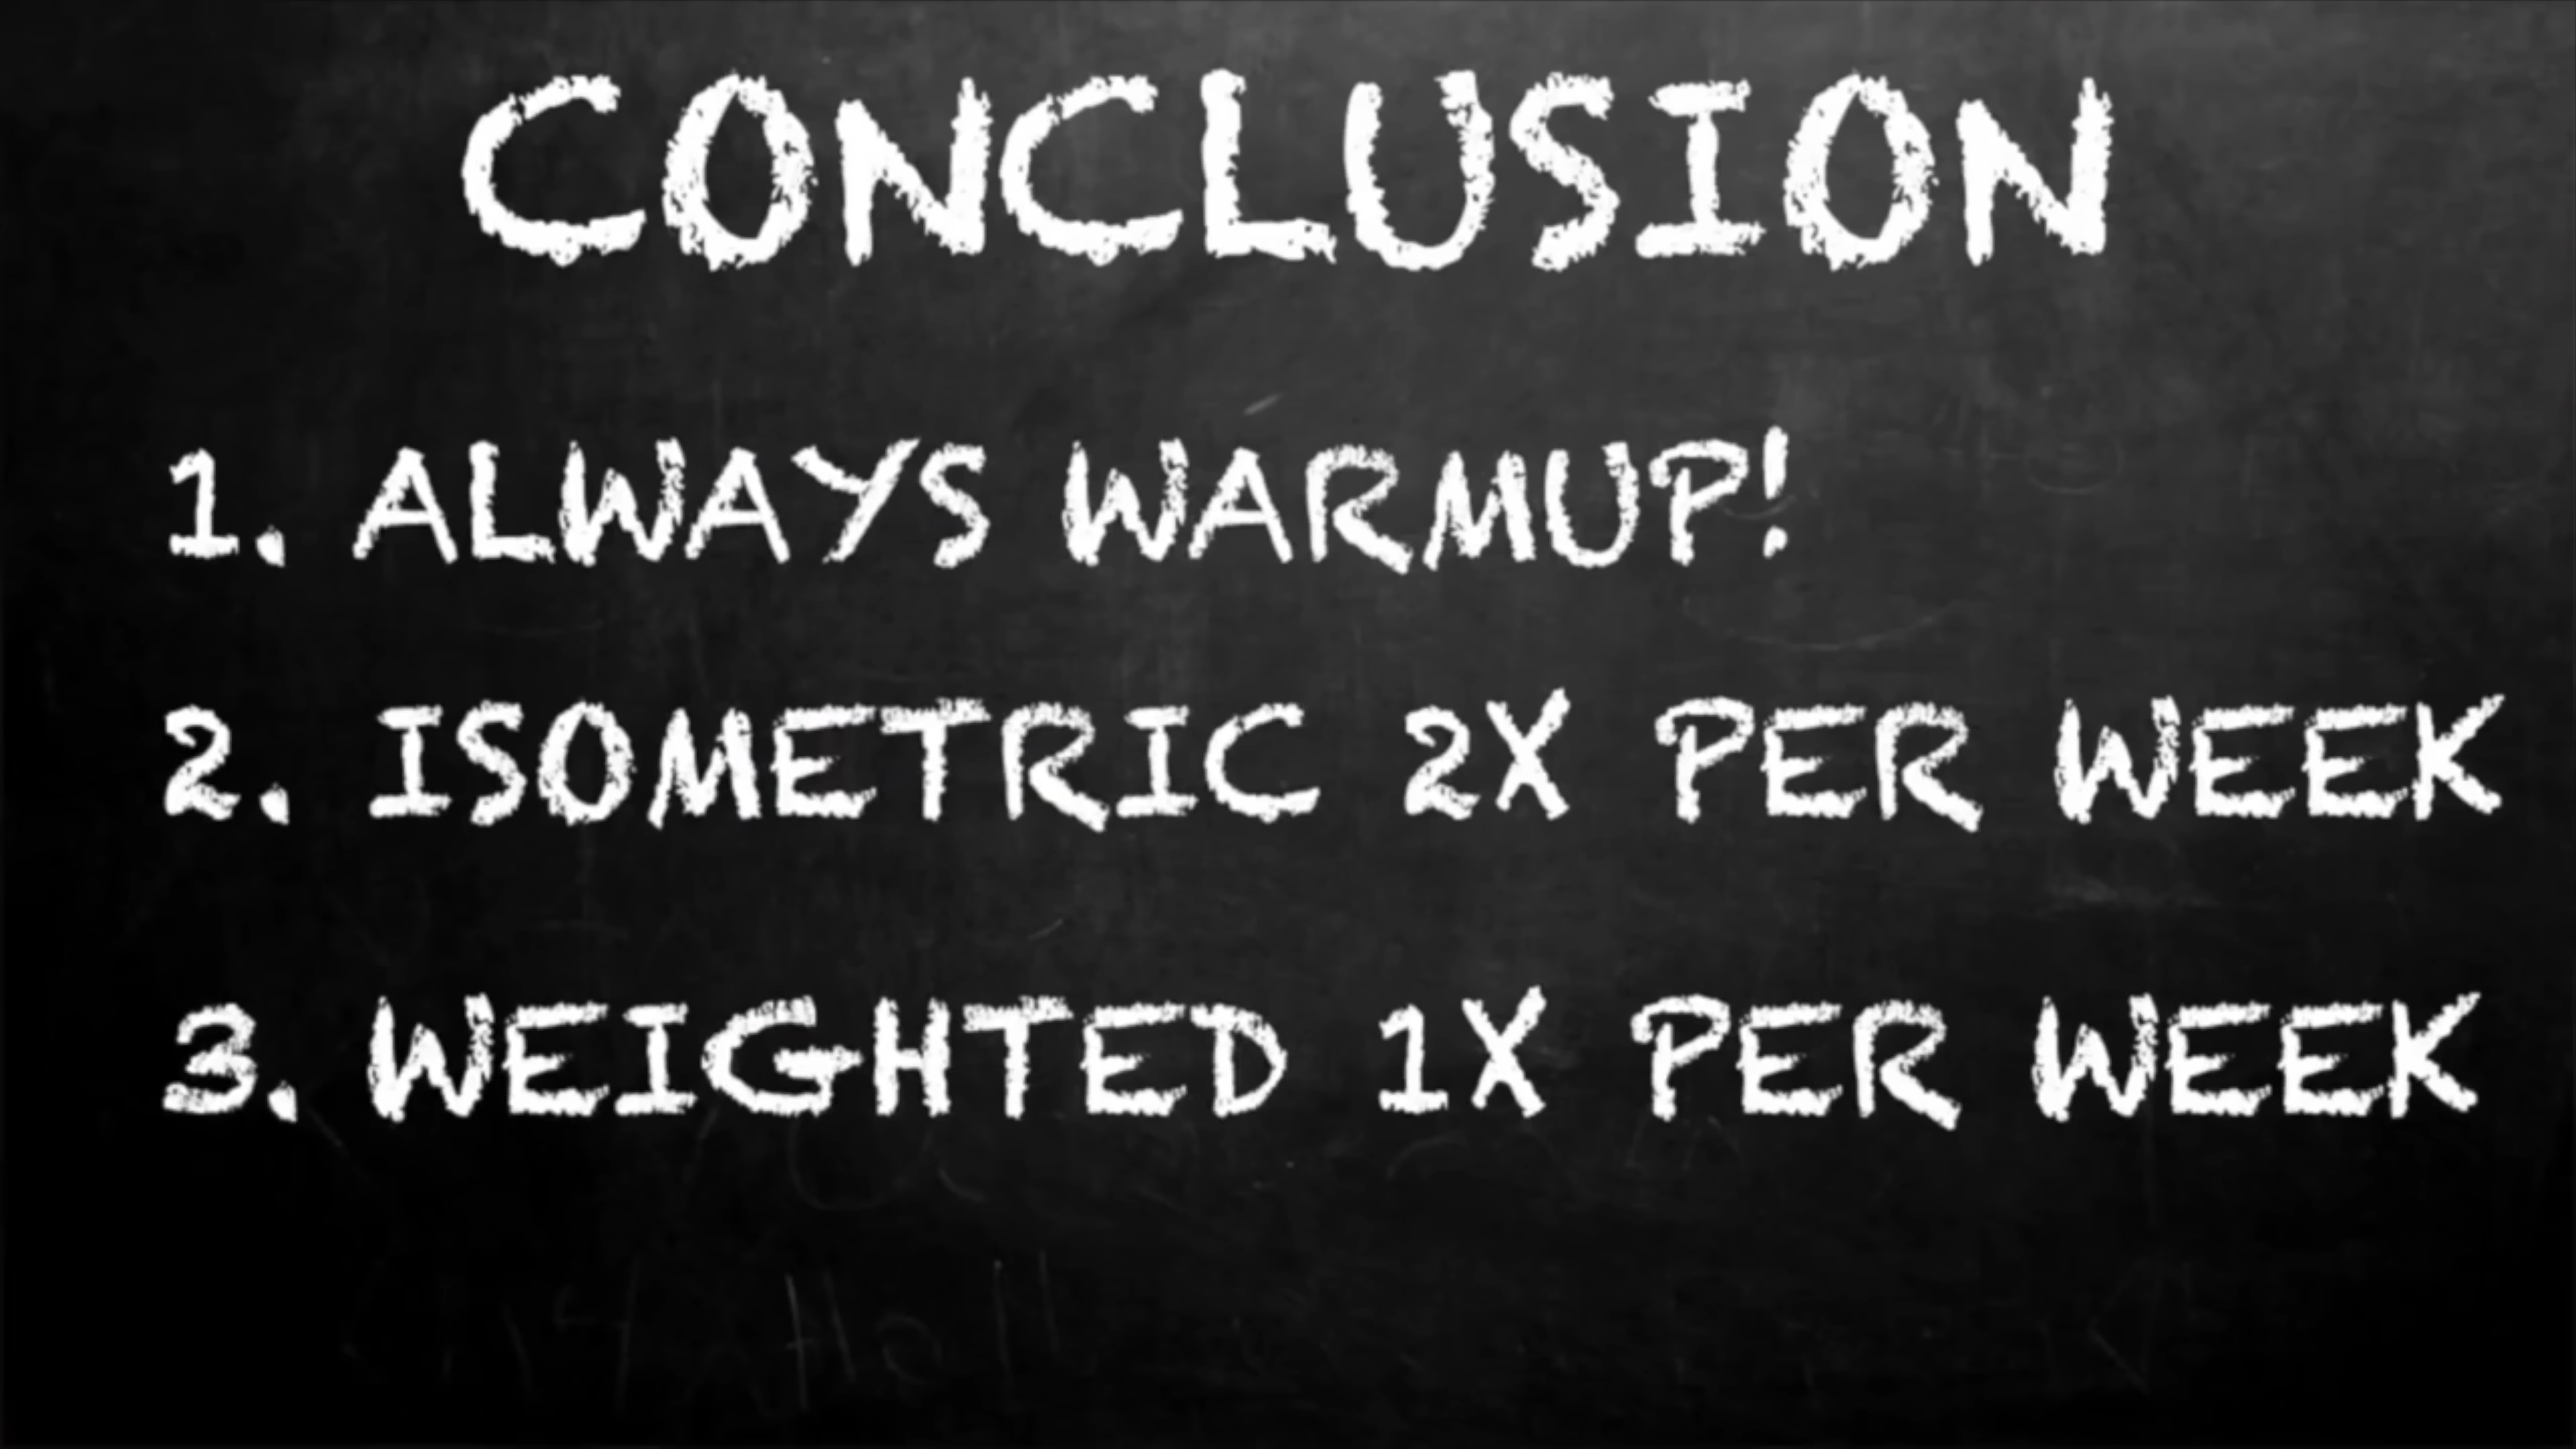 CONCLUSION
1. ALWAYS WARMUP!
2. ISOMETRIC 2X PER WEEK
3. WEIGHTED 1X PER WEEK